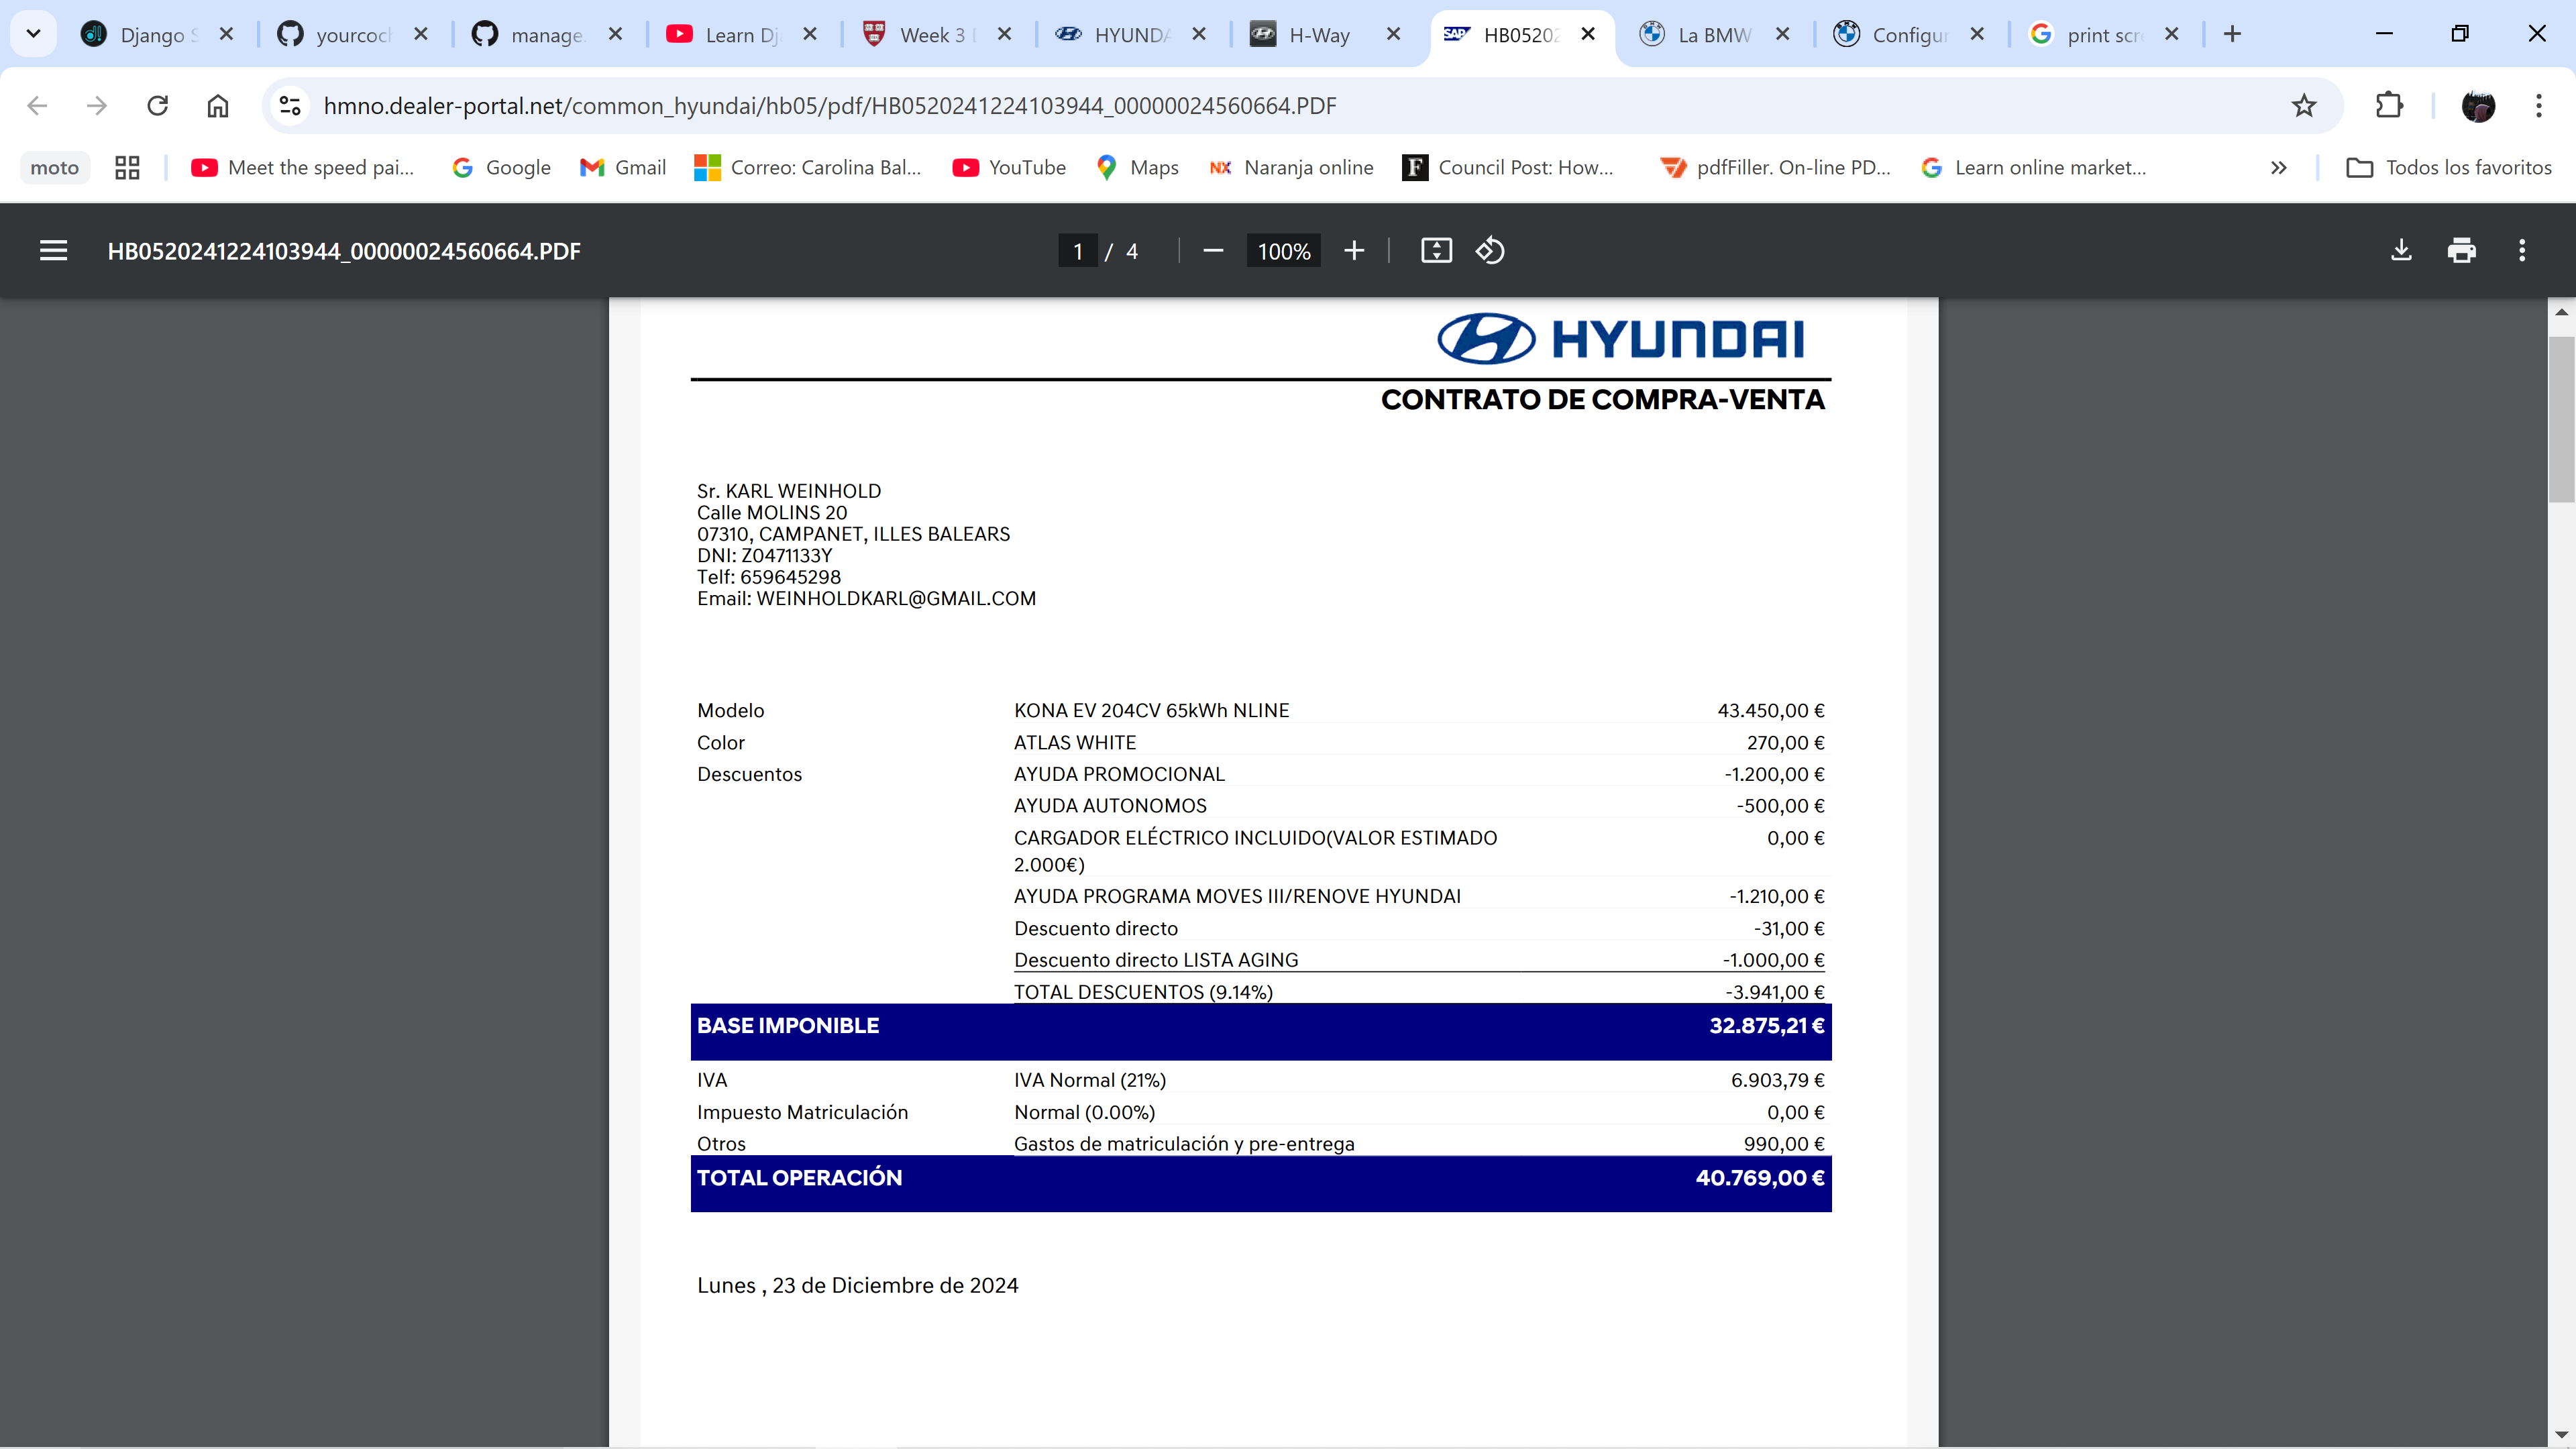 Django S
yourcoc
manage.
Learn Dj
Week 3
HYUNDA
H-Way
HB05202
La BMW
Configur
print scr
hmno.dealer-portal.net/common_hyundai/hb05/pdf/HB0520241224103944_00000024560664.PDF
moto
Meet the speed pai...
Google
Gmail
Correo: Carolina Bal...
YouTube
Maps
Naranja online
Council Post: How...
pdfFiller. On-line PD...
Learn online market...
Todos los favoritos
HB0520241224103944_00000024560664.PDF
1 / 4
100%
HYUNDAI
CONTRATO DE COMPRA-VENTA
Sr. KARL WEINHOLD
Calle MOLINS 20
07310, CAMPANET, ILLES BALEARS
DNI: Z0471133Y
Telf: 659645298
Email: WEINHOLDKARL@GMAIL.COM
Modelo KONA EV 204CV 65kWh NLINE 43.450,00 €
Color ATLAS WHITE 270,00 €
Descuentos AYUDA PROMOCIONAL -1.200,00 €
AYUDA AUTONOMOS -500,00 €
CARGADOR ELÉCTRICO INCLUIDO(VALOR ESTIMADO 0,00 €
2.000€)
AYUDA PROGRAMA MOVES III/RENOVE HYUNDAI -1.210,00 €
Descuento directo -31,00 €
Descuento directo LISTA AGING -1.000,00 €
TOTAL DESCUENTOS (9.14%) -3.941,00 €
BASE IMPONIBLE 32.875,21 €
IVA IVA Normal (21%) 6.903,79 €
Impuesto Matriculación Normal (0.00%) 0,00 €
Otros Gastos de matriculación y pre-entrega 990,00 €
TOTAL OPERACIÓN 40.769,00 €
Lunes , 23 de Diciembre de 2024